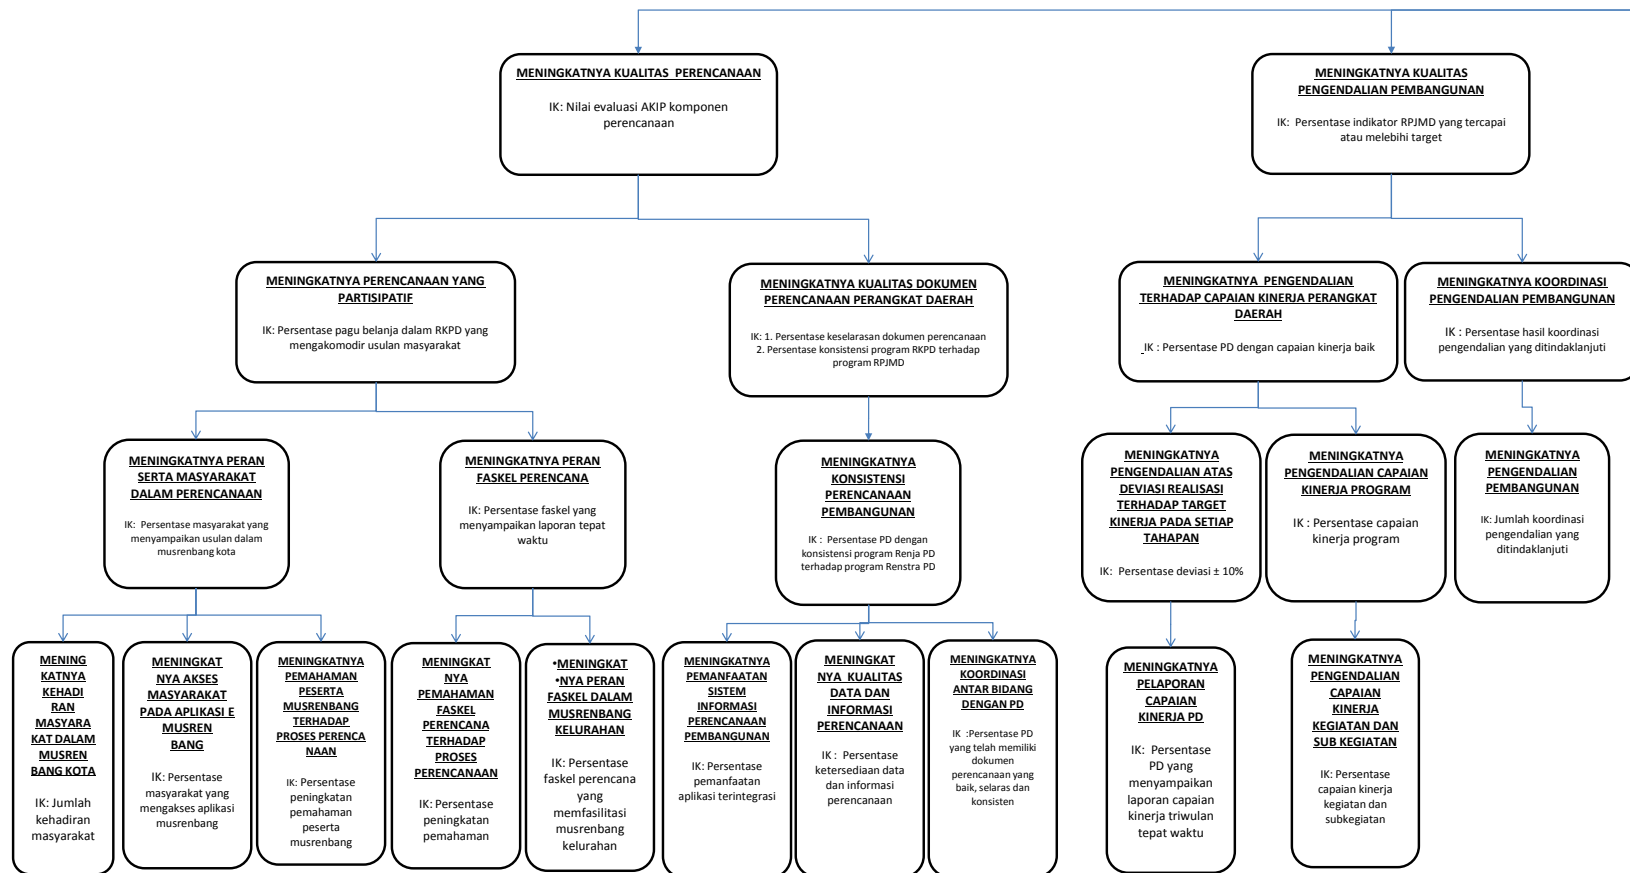 MENINGKATNYA KUALITAS PERENCANAAN
IK: Nilai evaluasi AKIP komponen
perencanaan
MENINGKATNYA KUALITAS
PENGENDALIAN PEMBANGUNAN
IK: Persentase indikator RPJMD yang tercapai
atau melebihi target
MENINGKATNYA PERENCANAAN YANG
PARTISIPATIF
IK: Persentase pagu belanja dalam RKPD yang
mengakomodir usulan masyarakat
MENINGKATNYA KUALITAS DOKUMEN
PERENCANAAN PERANGKAT DAERAH
IK: 1. Persentase keselarasan dokumen perencanaan
2. Persentase konsistensi program RKPD terhadap
program RPJMD
MENINGKATNYA PENGENDALIAN
TERHADAP CAPAIAN KINERJA PERANGKAT
DAERAH
IK : Persentase PD dengan capaian kinerja baik
MENINGKATNYA KOORDINASI
PENGENDALIAN PEMBANGUNAN
IK : Persentase hasil koordinasi
pengendalian yang ditindaklanjuti
MENINGKATNYA PERAN
SERTA MASYARAKAT
DALAM PERENCANAAN
IK: Persentase masyarakat yang
menyampaikan usulan dalam
musrenbang kota
MENINGKATNYA PERAN
FASKEL PERENCANA
IK: Persentase faskel yang
menyampaikan laporan tepat
waktu
MENINGKATNYA
KONSISTENSI
PERENCANAAN
PEMBANGUNAN
IK : Persentase PD dengan
konsistensi program Renja PD
terhadap program Renstra PD
MENINGKATNYA
PENGENDALIAN ATAS
DEVIASI REALISASI
TERHADAP TARGET
KINERJA PADA SETIAP
TAHAPAN
IK: Persentase deviasi ± 10%
MENINGKATNYA
PENGENDALIAN CAPAIAN
KINERJA PROGRAM
IK : Persentase capaian
kinerja program
MENINGKATNYA
PENGENDALIAN
PEMBANGUNAN
IK: Jumlah koordinasi
pengendalian yang
ditindaklanjuti
MENING
KATNYA
KEHADI
RAN
MASYARA
KAT DALAM
MUSREN
BANG KOTA
IK: Jumlah
kehadiran
masyarakat
MENINGKAT
NYA AKSES
MASYARAKAT
PADA APLIKASI E
MUSREN
BANG
IK: Persentase
masyarakat yang
mengakses aplikasi
musrenbang
MENINGKATNYA
PEMAHAMAN
PESERTA
MUSRENBANG
TERHADAP
PROSES PERENCA
NAAN
IK: Persentase
peningkatan
pemahaman
peserta
musrenbang
MENINGKAT
NYA
PEMAHAMAN
FASKEL
PERENCANA
TERHADAP
PROSES
PERENCANAAN
IK: Persentase
peningkatan
pemahaman
•MENINGKAT
•NYA PERAN
FASKEL DALAM
MUSRENBANG
KELURAHAN
IK: Persentase
faskel perencana
yang
memfasilitasi
musrenbang
kelurahan
MENINGKATNYA
PEMANFAATAN
SISTEM
INFORMASI
PERENCANAAN
PEMBANGUNAN
IK: Persentase
pemanfaatan
aplikasi terintegrasi
MENINGKAT
NYA KUALITAS
DATA DAN
INFORMASI
PERENCANAAN
IK : Persentase
ketersediaan data
dan informasi
perencanaan
MENINGKATNYA
KOORDINASI
ANTAR BIDANG
DENGAN PD
IK :Persentase PD
yang telah memiliki
dokumen
perencanaan yang
baik, selaras dan
konsisten
MENINGKATNYA
PELAPORAN
CAPAIAN
KINERJA PD
IK: Persentase
PD yang
menyampaikan
laporan capaian
kinerja triwulan
tepat waktu
MENINGKATNYA
PENGENDALIAN
CAPAIAN
KINERJA
KEGIATAN DAN
SUB KEGIATAN
IK: Persentase
capaian kinerja
kegiatan dan
subkegiatan